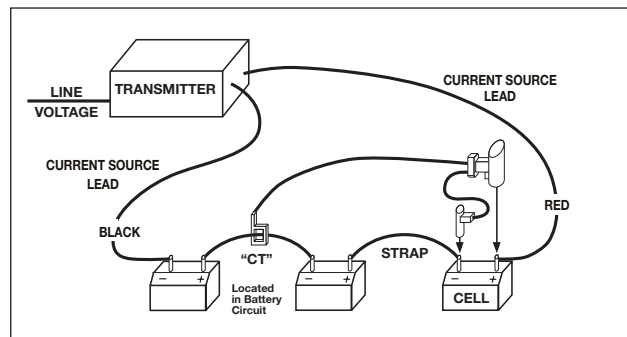 LINE
VOLTAGE
TRANSMITTER
CURRENT SOURCE
LEAD
CURRENT SOURCE
LEAD
BLACK
RED
"CT"
Located
in Battery
Circuit
STRAP
CELL
− +
− +
− +